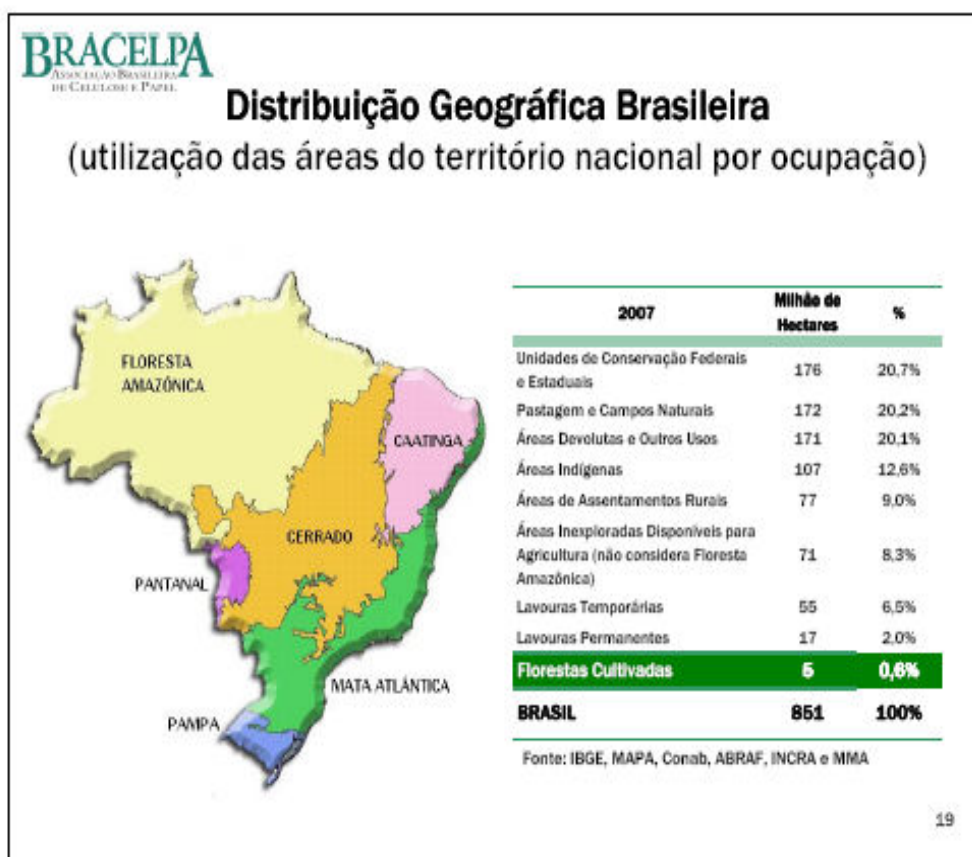 BRACELPA
ASSOCIAÇÃO BRASILEIRA
DE CELULOSE E PAPEL
Distribuição Geográfica Brasileira
(utilização das áreas do território nacional por ocupação)
FLORESTA
AMAZÔNICA
CAATINGA
CERRADO
PANTANAL
MATA ATLÂNTICA
PAMPA
2007 Milhão de Hectares %
Unidades de Conservação Federais
e Estaduais 176 20,7%
Pastagem e Campos Naturais 172 20,2%
Áreas Devolutas e Outros Usos 171 20,1%
Áreas Indígenas 107 12,6%
Áreas de Assentamentos Rurais 77 9,0%
Áreas Inexploradas Disponíveis para
Agricultura (não considera Floresta 71 8,3%
Amazônica)
Lavouras Temporárias 55 6,5%
Lavouras Permanentes 17 2,0%
Florestas Cultivadas 5 0,6%
BRASIL 851 100%
Fonte: IBGE, MAPA, Conab, ABRAF, INCRA e MMA
19